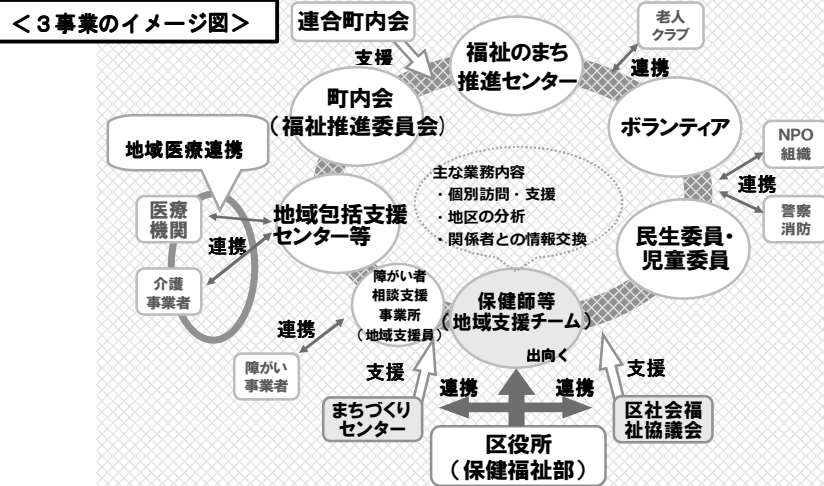 ＜３事業のイメージ図＞
連合町内会
支援
福祉のまち
推進センター
老人
クラブ
連携
町内会
（福祉推進委員会）
ボランティア
NPO
組織
連携
警察
消防
地域医療連携
主な業務内容
・個別訪問・支援
・地区の分析
・関係者との情報交換
医療
機関
連携
介護
事業者
地域包括支援
センター等
民生委員・
児童委員
障がい者
相談支援
事業所
（地域支援員）
保健師等
（地域支援チーム）
出向く
連携
障がい
事業者
支援
連携
連携
支援
まちづくり
センター
区社会福
祉協議会
区役所
（保健福祉部）